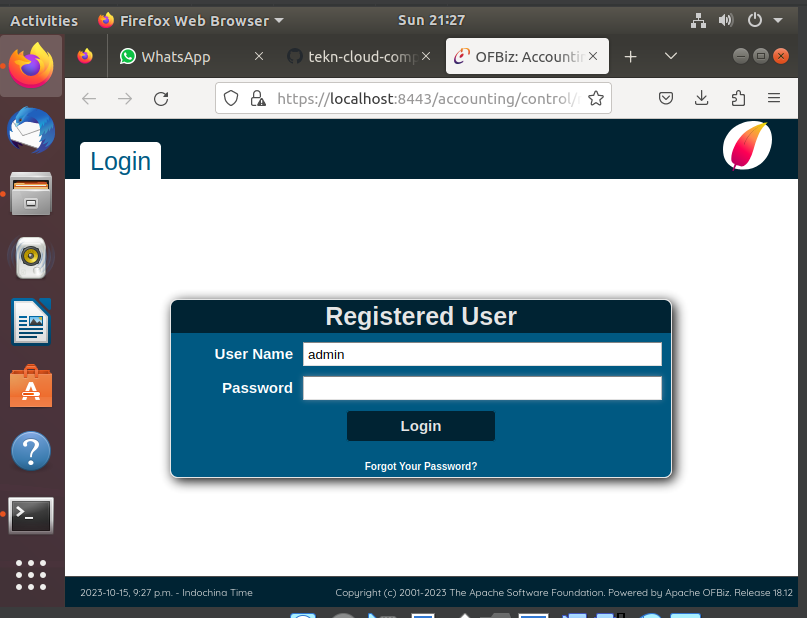 Activities Firefox Web Browser Sun 21:27
WhatsApp tekn-cloud-comp OFBiz: Accountin
https://localhost:8443/accounting/control/
Login
Registered User
User Name admin
Password
Login
Forgot Your Password?
2023-10-15, 9:27 p.m. - Indochina Time Copyright (c) 2001-2023 The Apache Software Foundation. Powered by Apache OFBiz. Release 18.12